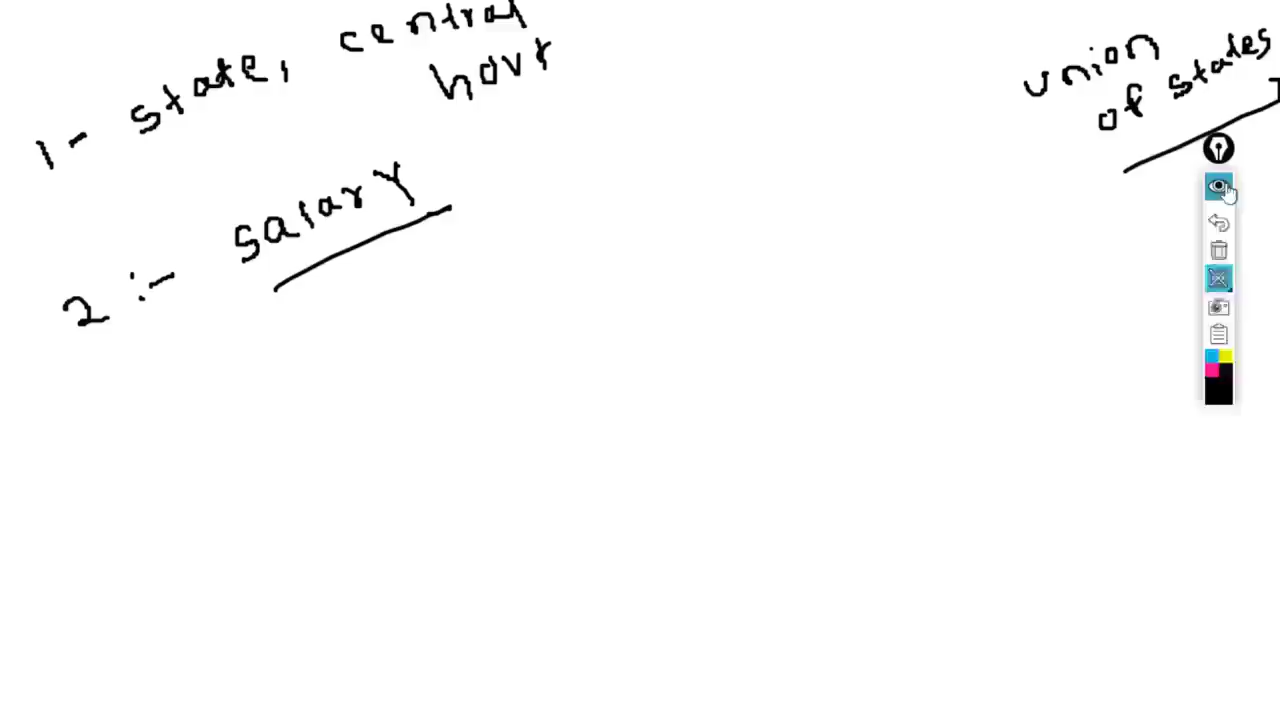 1- state, central
hovt
2 :- salary
union
of states